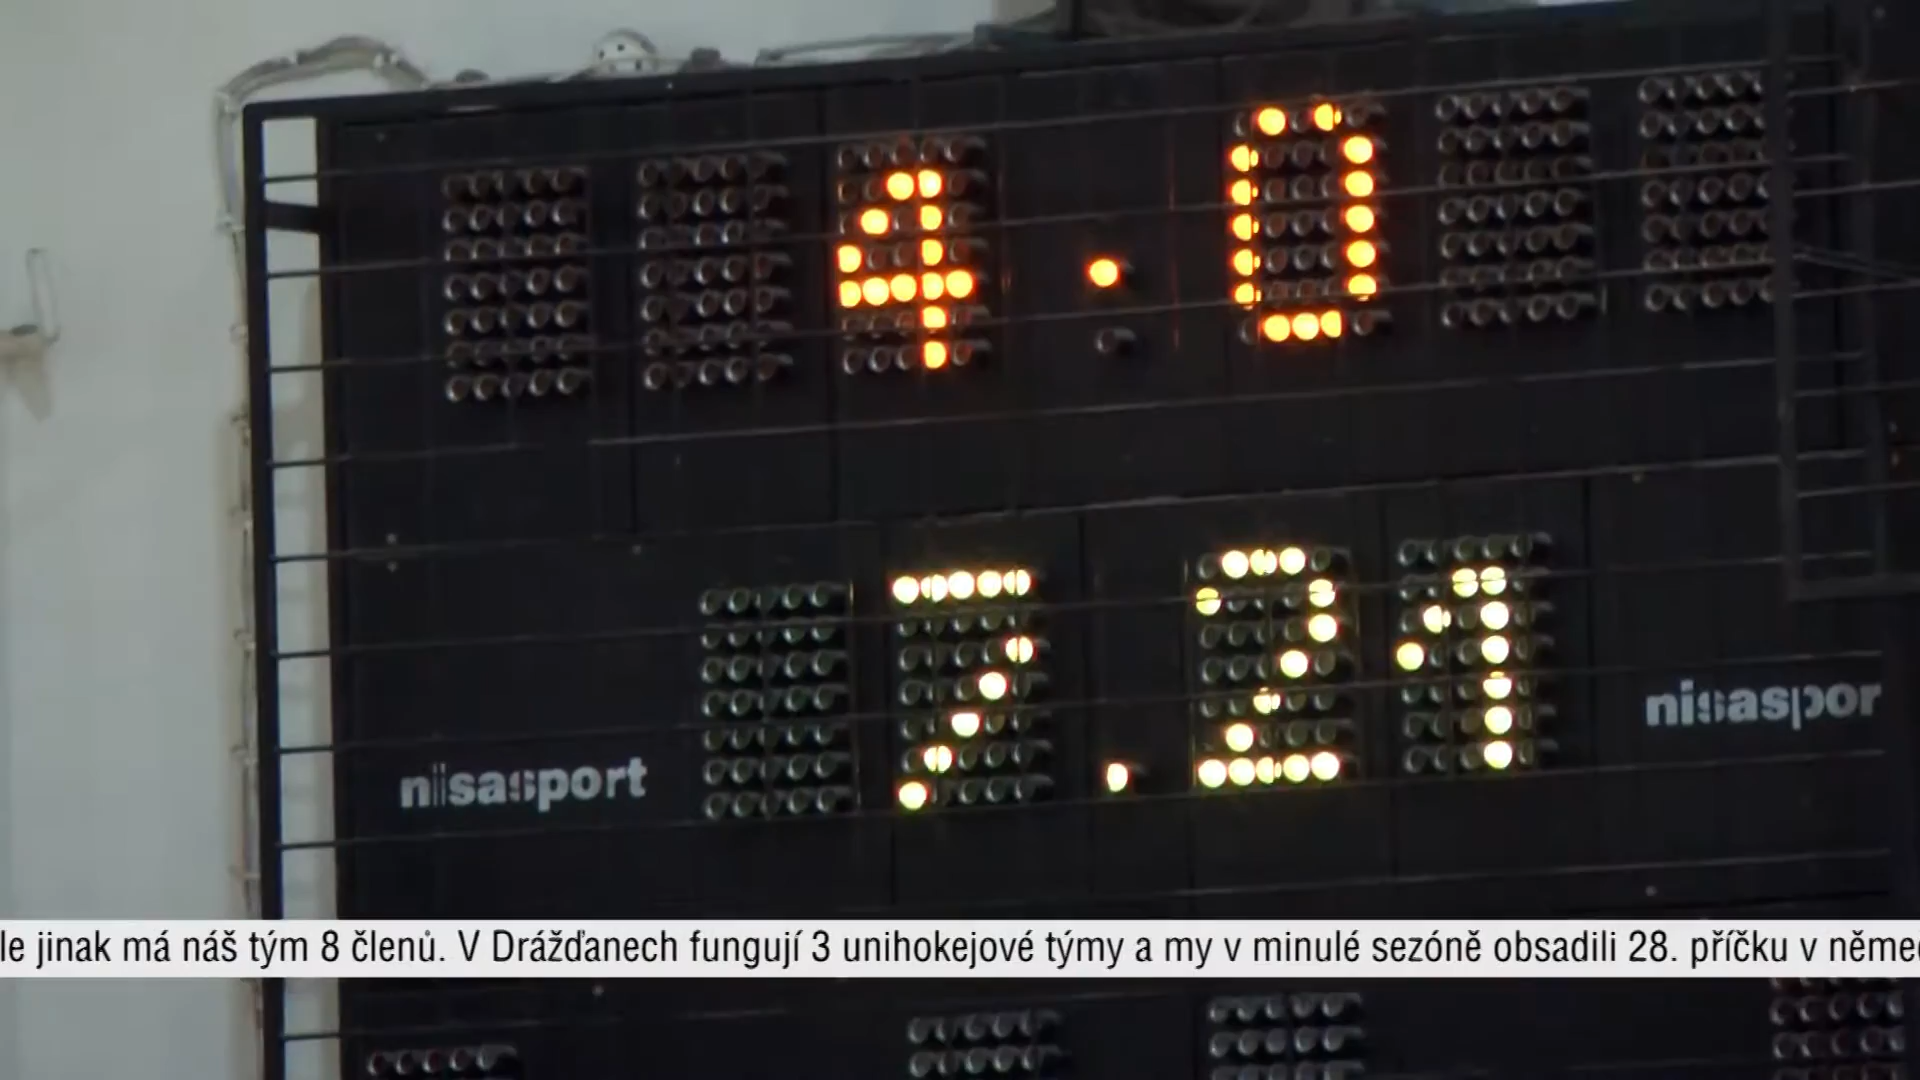 4.0
7.21
nisasport
nisaspor
le jinak má náš tým 8 členů. V Drážďanech fungují 3 unihokejové týmy a my v minulé sezóně obsadili 28. příčku v němec